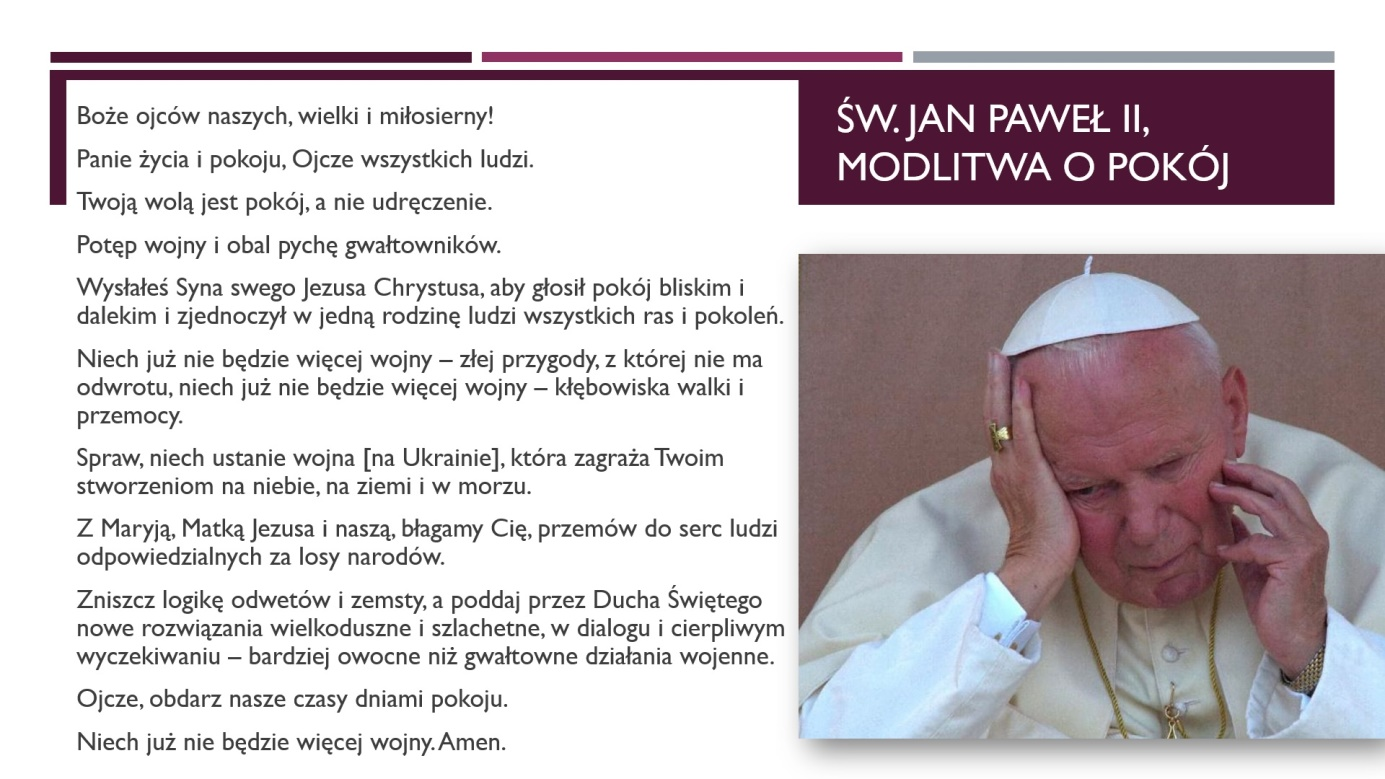 ŚW. JAN PAWEŁ II,
MODLITWA O POKÓJ
Boże ojców naszych, wielki i miłosierny!
Panie życia i pokoju, Ojcze wszystkich ludzi.
Twoją wolą jest pokój, a nie udręczenie.
Potęp wojny i obal pychę gwałtowników.
Wysłałeś Syna swego Jezusa Chrystusa, aby głosił pokój bliskim i
dalekim i zjednoczył w jedną rodzinę ludzi wszystkich ras i pokoleń.
Niech już nie będzie więcej wojny – złej przygody, z której nie ma
odwrotu, niech już nie będzie więcej wojny – kłębowiska walki i
przemocy.
Spraw, niech ustanie wojna [na Ukrainie], która zagraża Twoim
stworzeniom na niebie, na ziemi i w morzu.
Z Maryją, Matką Jezusa i naszą, błagamy Cię, przemów do serc ludzi
odpowiedzialnych za losy narodów.
Zniszcz logikę odwetów i zemsty, a poddaj przez Ducha Świętego
nowe rozwiązania wielkoduszne i szlachetne, w dialogu i cierpliwym
wyczekiwaniu – bardziej owocne niż gwałtowne działania wojenne.
Ojcze, obdarz nasze czasy dniami pokoju.
Niech już nie będzie więcej wojny. Amen.